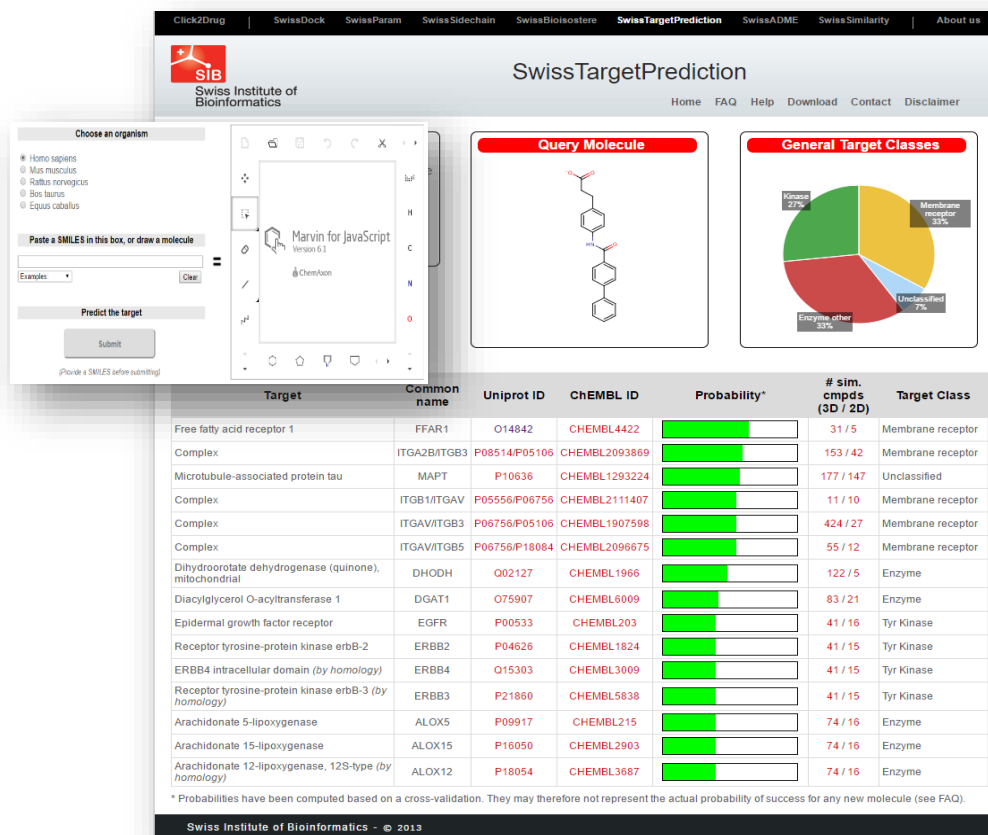 Click2Drug | SwissDock SwissParam SwissSidechain SwissBioisostere SwissTargetPrediction SwissADME SwissSimilarity | About us
SIB
Swiss Institute of
Bioinformatics
SwissTargetPrediction
Home FAQ Help Download Contact Disclaimer
Choose an organism
Homo sapiens
Mus musculus
Rattus norvegicus
Bos taurus
Equus caballus
Paste a SMILES in this box, or draw a molecule
Examples:
Clear
=
Predict the target
Submit
(Provide a SMILES before submitting)
Marvin for JavaScript
Version 6.1
ChemAxon
H
C
N
O
Query Molecule
O
O
HN
O
General Target Classes
Kinase
27%
Membrane
receptor
33%
Unclassified
7%
Enzyme other
33%
Target Common name Uniprot ID ChEMBL ID Probability* # sim. cmpds (3D / 2D) Target Class
Free fatty acid receptor 1 FFAR1 O14842 CHEMBL4422 31 / 5 Membrane receptor
Complex ITGA2B/ITGB3 P08514/P05106 CHEMBL2093869 153 / 42 Membrane receptor
Microtubule-associated protein tau MAPT P10636 CHEMBL1293224 177 / 147 Unclassified
Complex ITGB1/ITGAV P05556/P06756 CHEMBL2111407 11 / 10 Membrane receptor
Complex ITGAV/ITGB3 P06756/P05106 CHEMBL1907598 424 / 27 Membrane receptor
Complex ITGAV/ITGB5 P06756/P18084 CHEMBL2096675 55 / 12 Membrane receptor
Dihydroorotate dehydrogenase (quinone), mitochondrial DHODH Q02127 CHEMBL1966 122 / 5 Enzyme
Diacylglycerol O-acyltransferase 1 DGAT1 O75907 CHEMBL6009 83 / 21 Enzyme
Epidermal growth factor receptor EGFR P00533 CHEMBL203 41 / 16 Tyr Kinase
Receptor tyrosine-protein kinase erbB-2 ERBB2 P04626 CHEMBL1824 41 / 15 Tyr Kinase
ERBB4 intracellular domain (by homology) ERBB4 Q15303 CHEMBL3009 41 / 15 Tyr Kinase
Receptor tyrosine-protein kinase erbB-3 (by homology) ERBB3 P21860 CHEMBL5838 41 / 15 Tyr Kinase
Arachidonate 5-lipoxygenase ALOX5 P09917 CHEMBL215 74 / 16 Enzyme
Arachidonate 15-lipoxygenase ALOX15 P16050 CHEMBL2903 74 / 16 Enzyme
Arachidonate 12-lipoxygenase, 12S-type (by homology) ALOX12 P18054 CHEMBL3687 74 / 16 Enzyme
* Probabilities have been computed based on a cross-validation. They may therefore not represent the actual probability of success for any new molecule (see FAQ).
Swiss Institute of Bioinformatics - © 2013